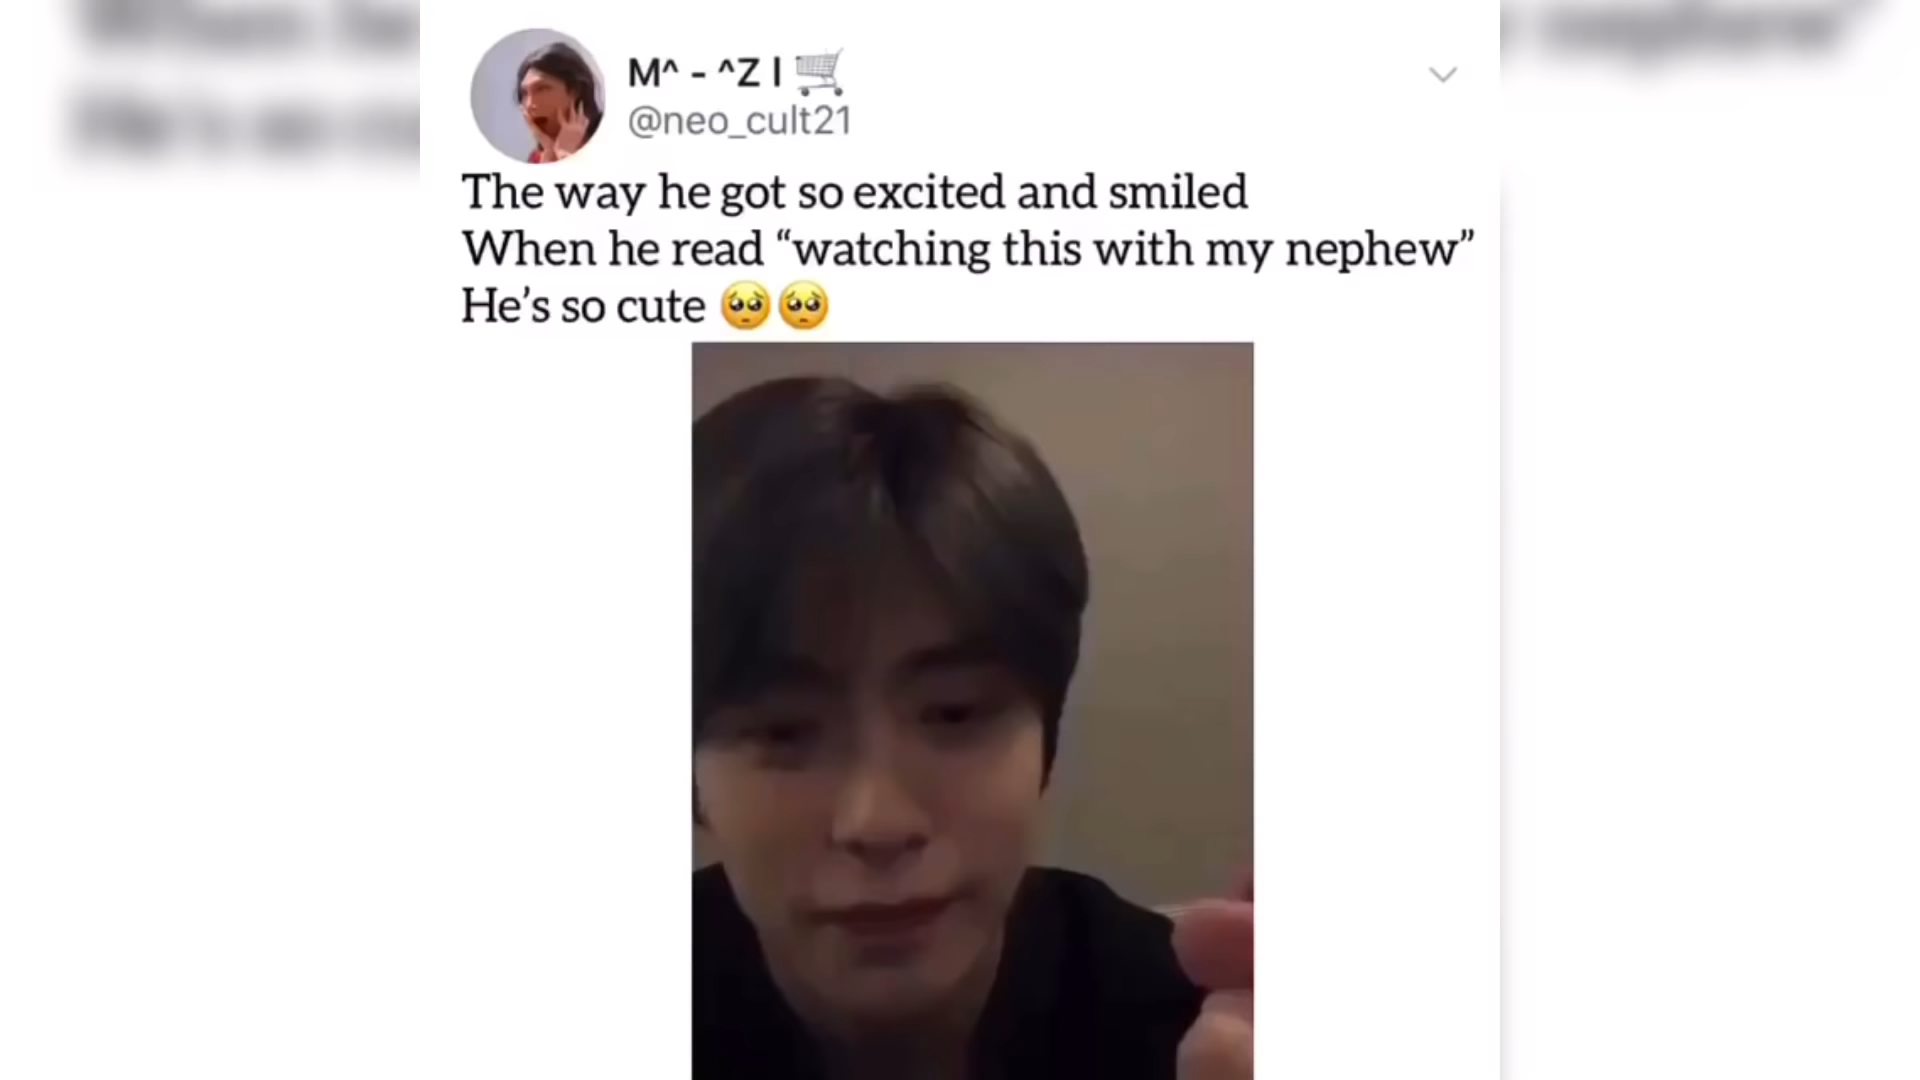 M^ - ^Z l 🛒
@neo_cult21
The way he got so excited and smiled
When he read “watching this with my nephew”
He’s so cute 🥺🥺